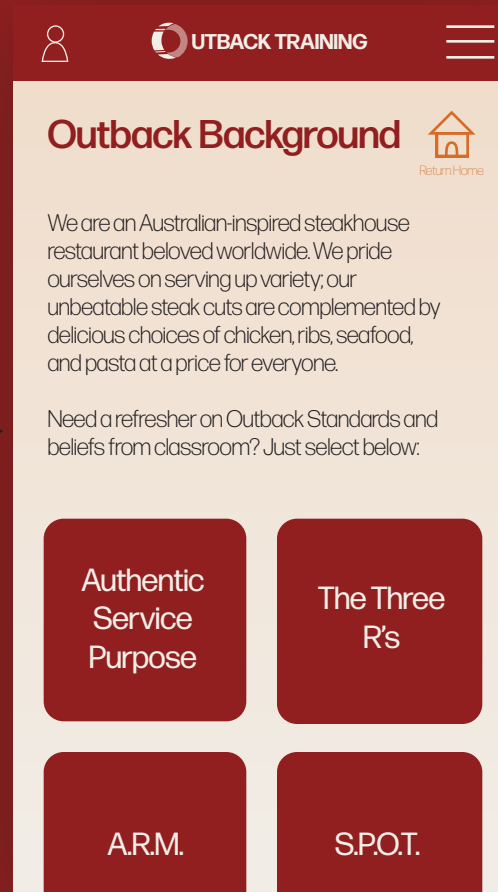 UTBACK TRAINING
Outback Background
Return Home
We are an Australian-inspired steakhouse
restaurant beloved worldwide. We pride
ourselves on serving up variety; our
unbeatable steak cuts are complemented by
delicious choices of chicken, ribs, seafood,
and pasta at a price for everyone.
Need a refresher on Outback Standards and
beliefs from classroom? Just select below:
Authentic
Service
Purpose
The Three
R's
A.R.M.
S.P.O.T.